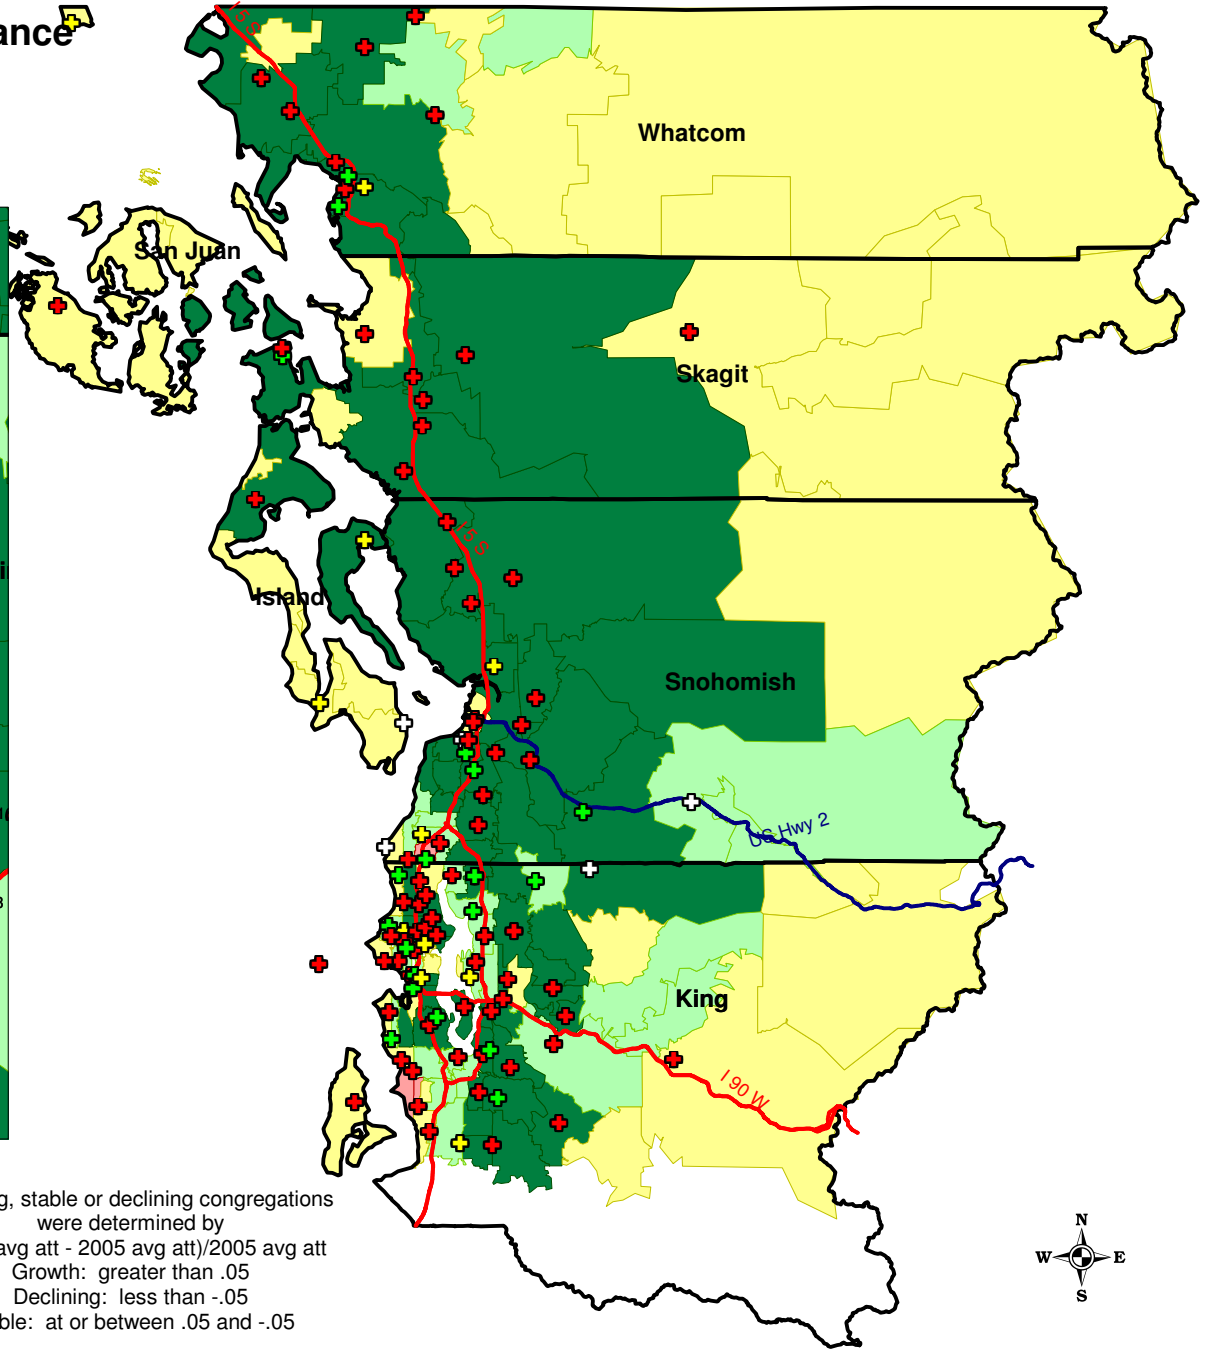 ance
I 5 S
Whatcom
San Juan
Skagit
I 5 S
Island
Snohomish
US Hwy 2
King
I 90 W
g, stable or declining congregations
were determined by
avg att - 2005 avg att)/2005 avg att
Growth: greater than .05
Declining: less than -.05
ble: at or between .05 and -.05
N
W E
S